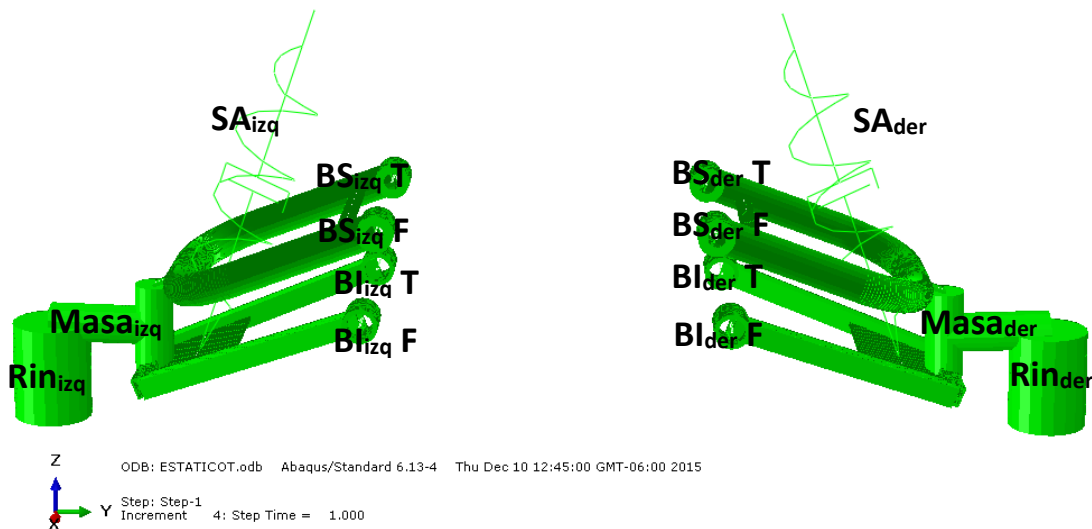 SAizq
SAder
BSizq T
BSder T
BSizq F
BSder F
BIizq T
BIder T
Masaizq
BIizq F
BIder F
Masader
Rinizq
Rinder
Z
Y
X
ODB: ESTATICOT.odb Abaqus/Standard 6.13-4 Thu Dec 10 12:45:00 GMT-06:00 2015
Step: Step-1
Increment 4: Step Time = 1.000